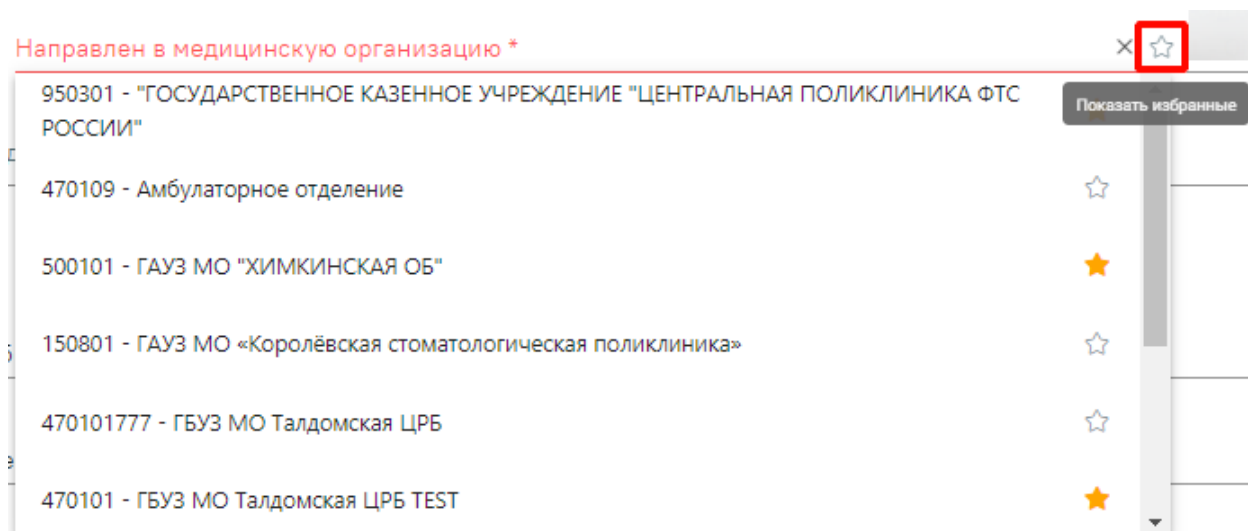 Направлен в медицинскую организацию *
950301 - "ГОСУДАРСТВЕННОЕ КАЗЕННОЕ УЧРЕЖДЕНИЕ "ЦЕНТРАЛЬНАЯ ПОЛИКЛИНИКА ФТС
РОССИИ"
Показать избранные
470109 - Амбулаторное отделение
500101 - ГАУЗ МО "ХИМКИНСКАЯ ОБ"
150801 - ГАУЗ МО «Королёвская стоматологическая поликлиника»
470101777 - ГБУЗ МО Талдомская ЦРБ
470101 - ГБУЗ МО Талдомская ЦРБ TEST